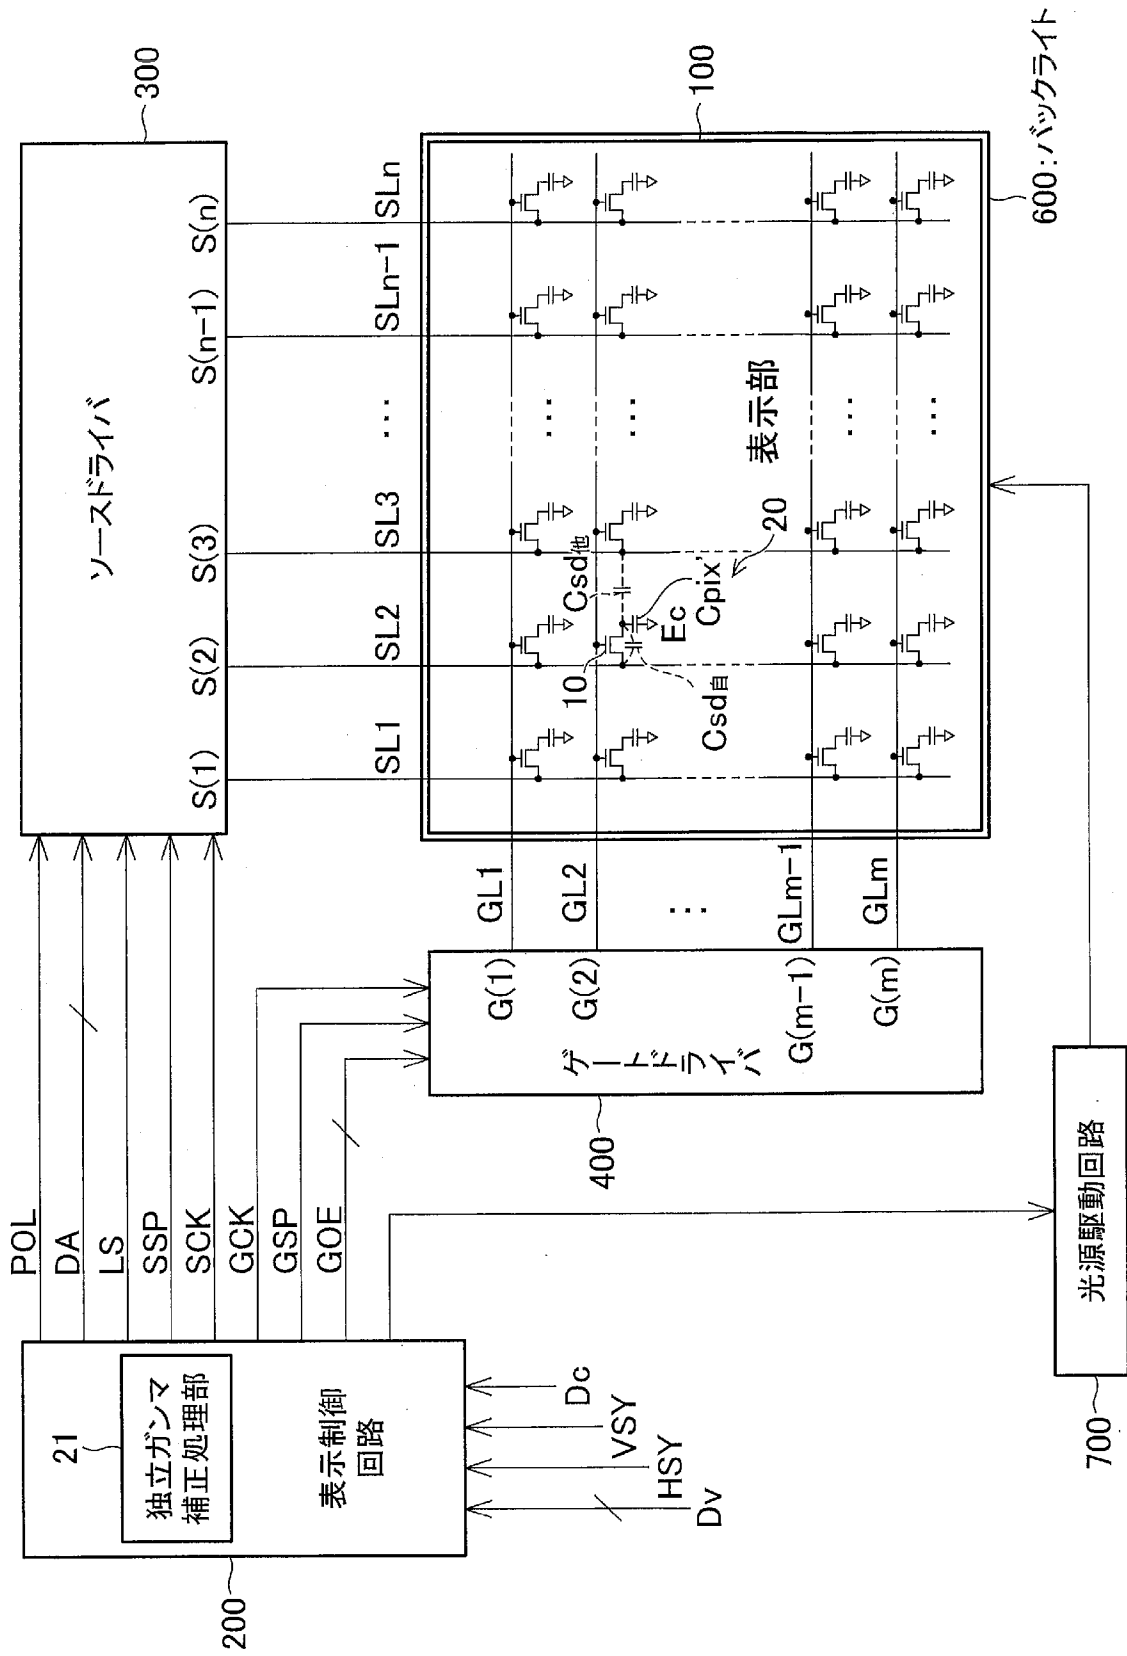 300
ソースドライバ
S(1)
S(2)
S(3)
S(n-1)
S(n)
SL1
SL2
SL3
...
SLn-1
SLn
POL
DA
LS
SSP
SCK
GCK
GSP
GOE
21
独立ガンマ
補正処理部
表示制御
回路
200
Dv
HSY
VSY
Dc
ゲートドライバ
400
G(1)
G(2)
G(m-1)
G(m)
GL1
GL2
...
GLm-1
GLm
100
Csd他
10
Ec
Cpix'
Csd自
20
表示部
...
...
...
...
600:バックライト
光源駆動回路
700